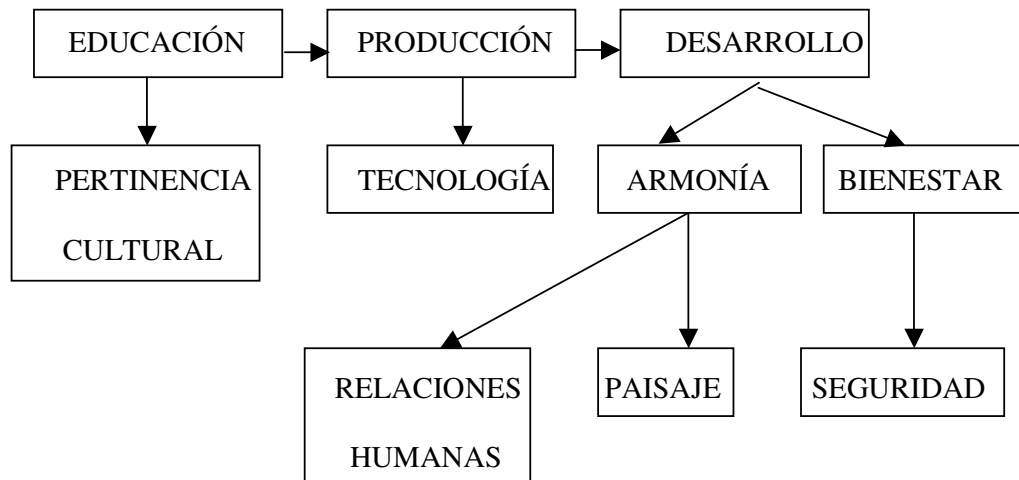 EDUCACIÓN
PRODUCCIÓN
DESARROLLO
PERTINENCIA
CULTURAL
TECNOLOGÍA
ARMONÍA
BIENESTAR
RELACIONES
HUMANAS
PAISAJE
SEGURIDAD